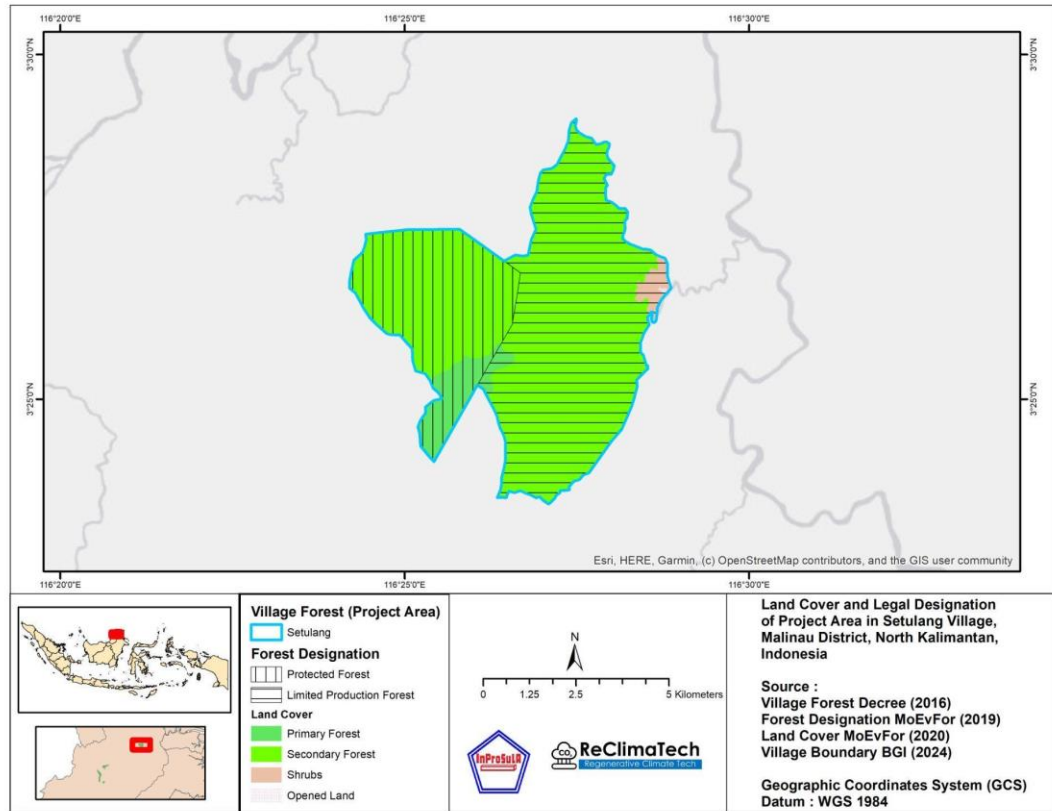 116°20'0"E 116°25'0"E 116°30'0"E
3°30'0"N 3°30'0"N
3°25'0"N 3°25'0"N
Esri, HERE, Garmin, (c) OpenStreetMap contributors, and the GIS user community
116°20'0"E 116°25'0"E 116°30'0"E
Village Forest (Project Area)
Setulang
Forest Designation
Protected Forest
Limited Production Forest
Land Cover
Primary Forest
Secondary Forest
Shrubs
Opened Land
N
0 1.25 2.5 5 Kilometers
InProSuLA
CO2 ReClimaTech
Regenerative Climate Tech
Land Cover and Legal Designation
of Project Area in Setulang Village,
Malinau District, North Kalimantan,
Indonesia
Source :
Village Forest Decree (2016)
Forest Designation MoEvFor (2019)
Land Cover MoEvFor (2020)
Village Boundary BGI (2024)
Geographic Coordinates System (GCS)
Datum : WGS 1984